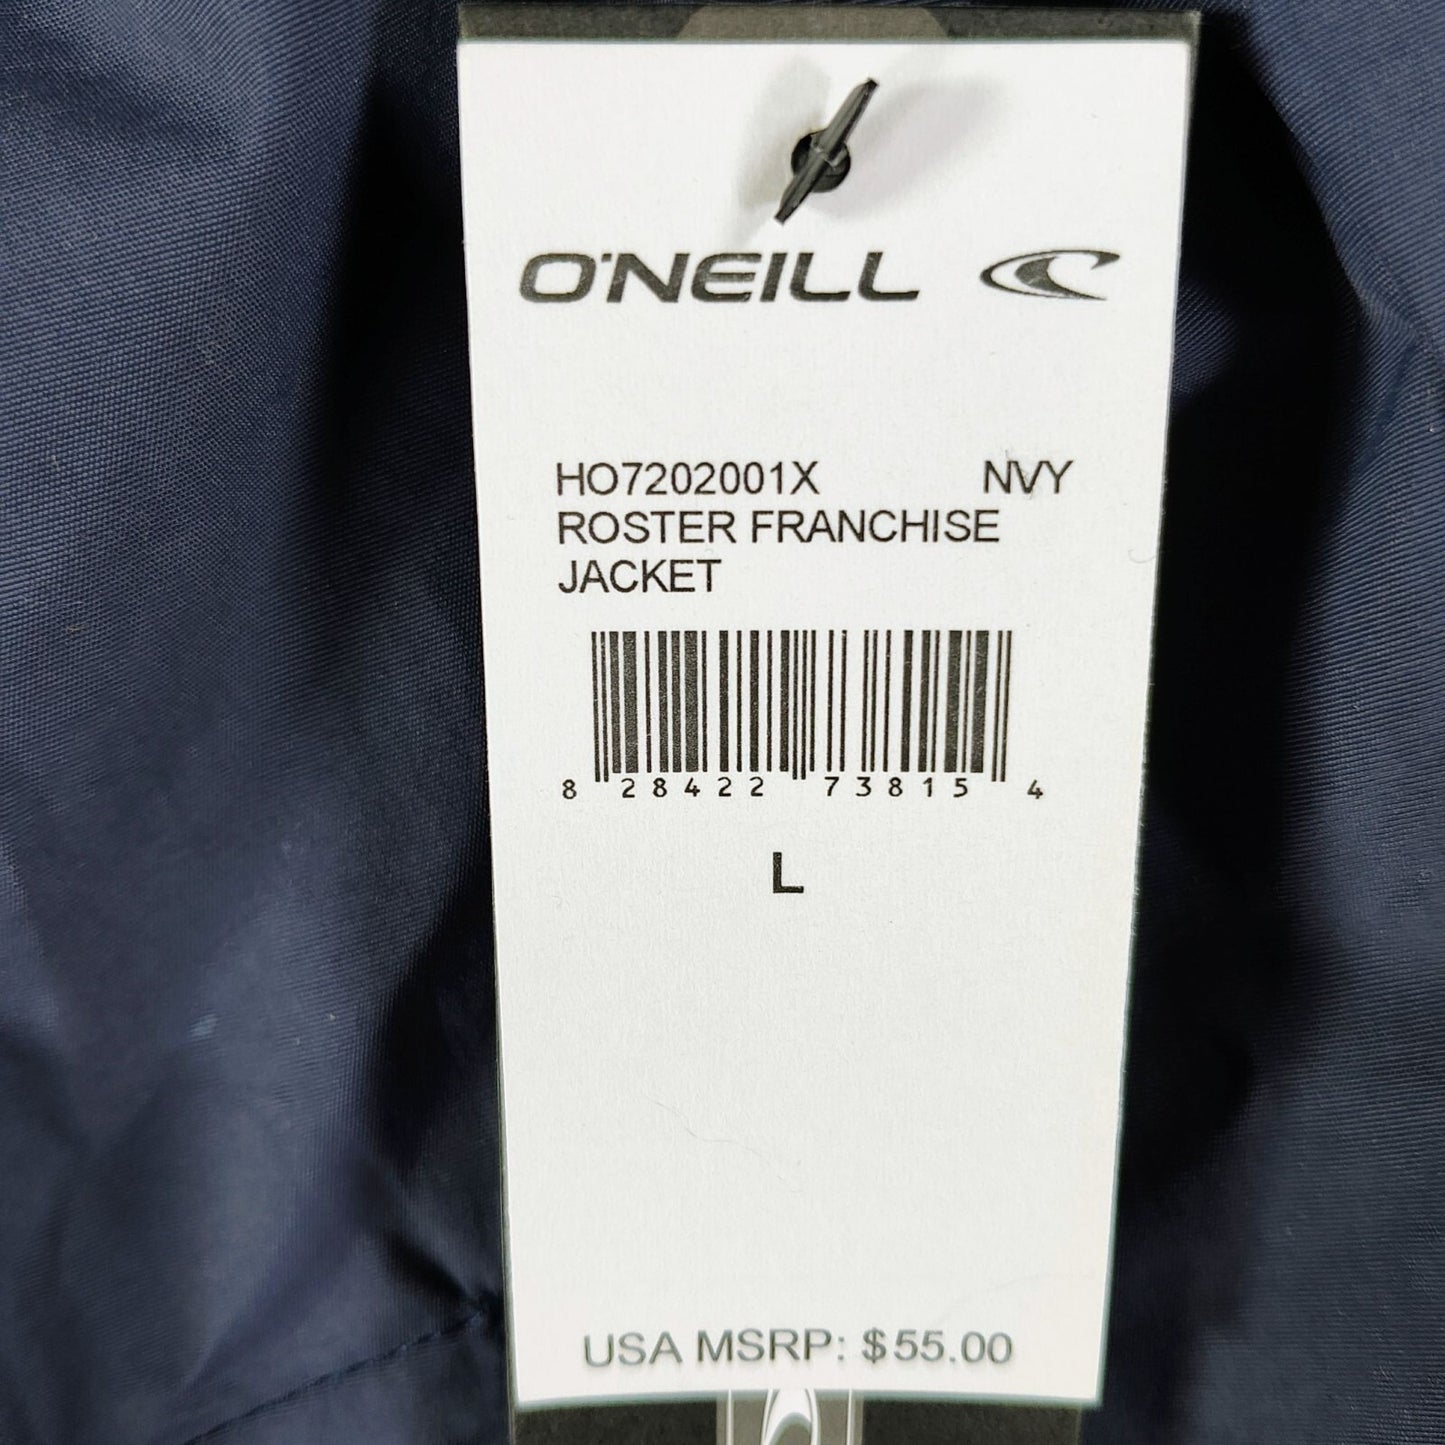 O'NEILL
HO7202001X NVY
ROSTER FRANCHISE
JACKET
8 28422 73815 4
L
USA MSRP: $55.00